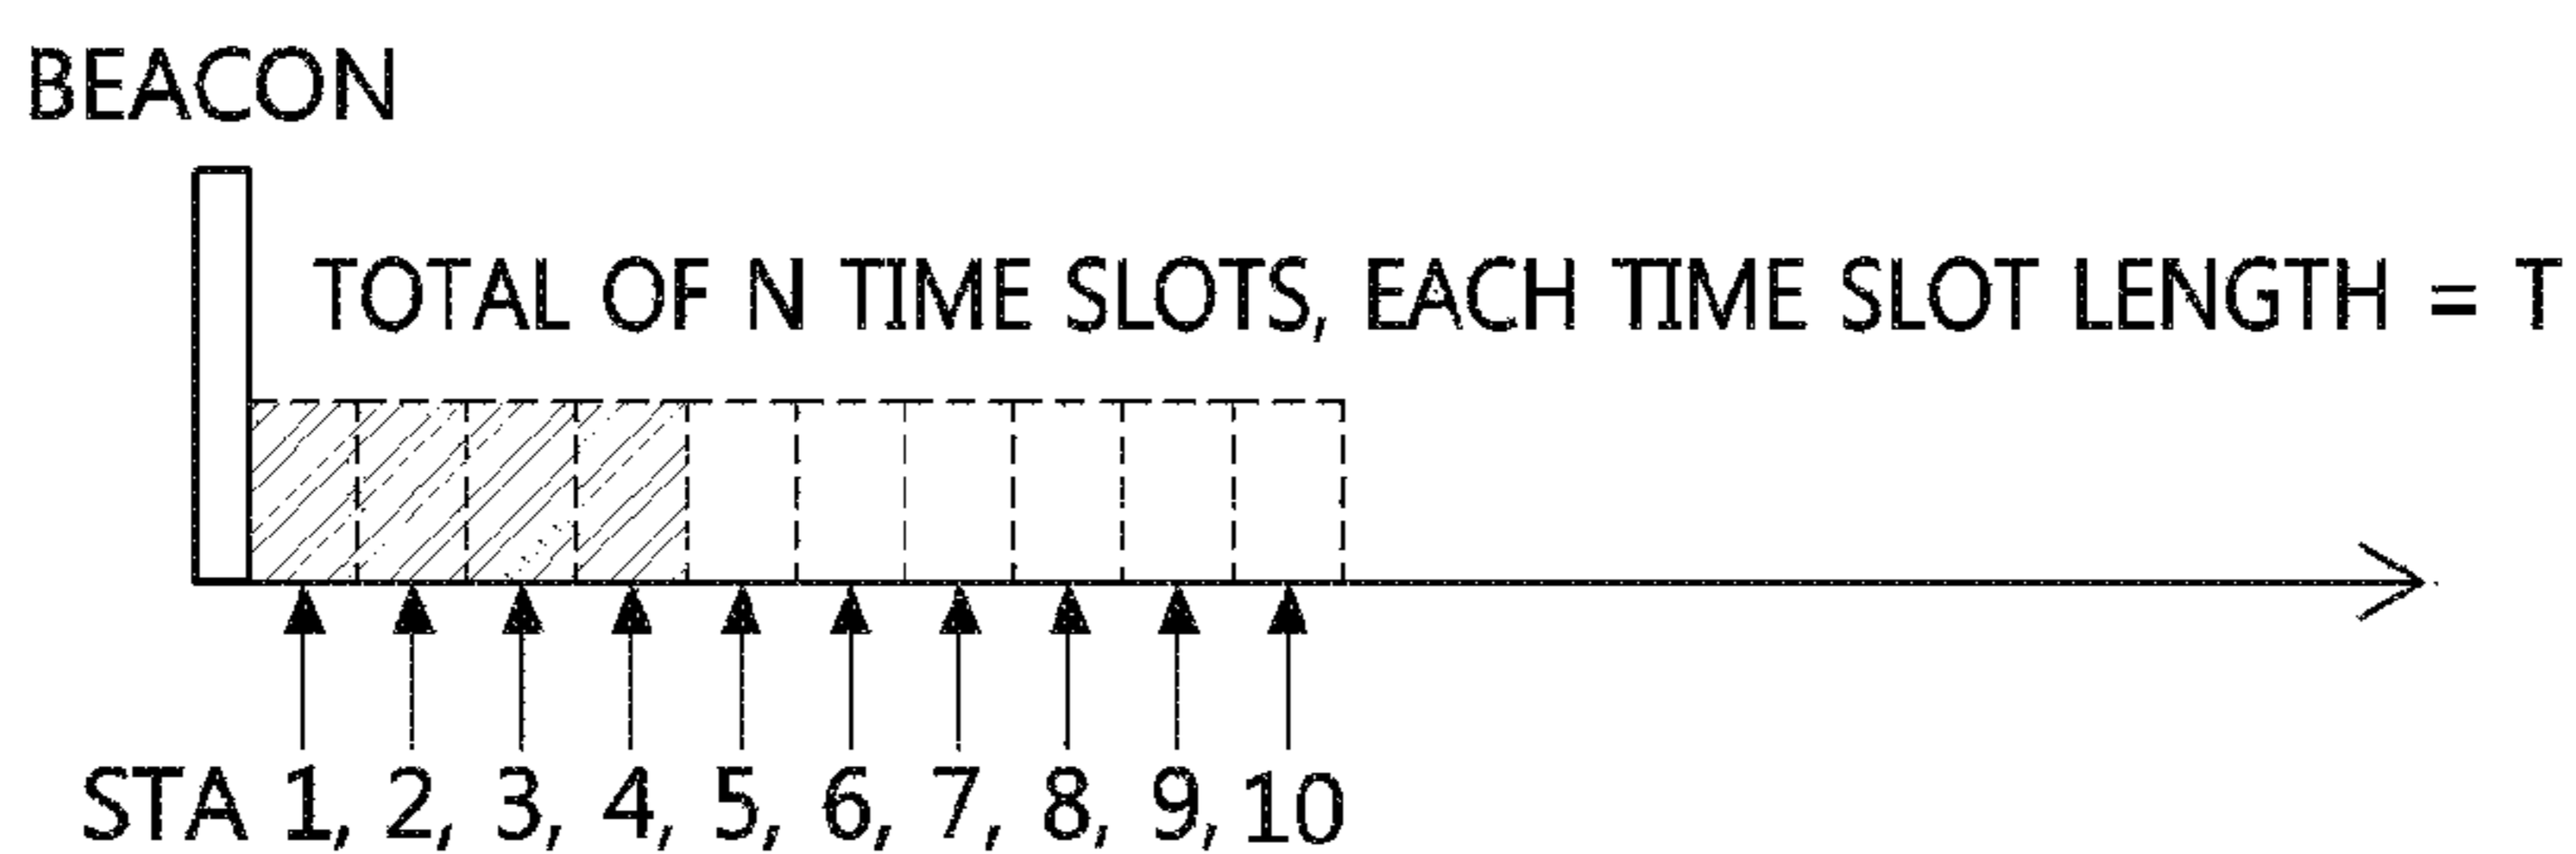 BEACON
TOTAL OF N TIME SLOTS, EACH TIME SLOT LENGTH = T
STA 1, 2, 3, 4, 5, 6, 7, 8, 9, 10